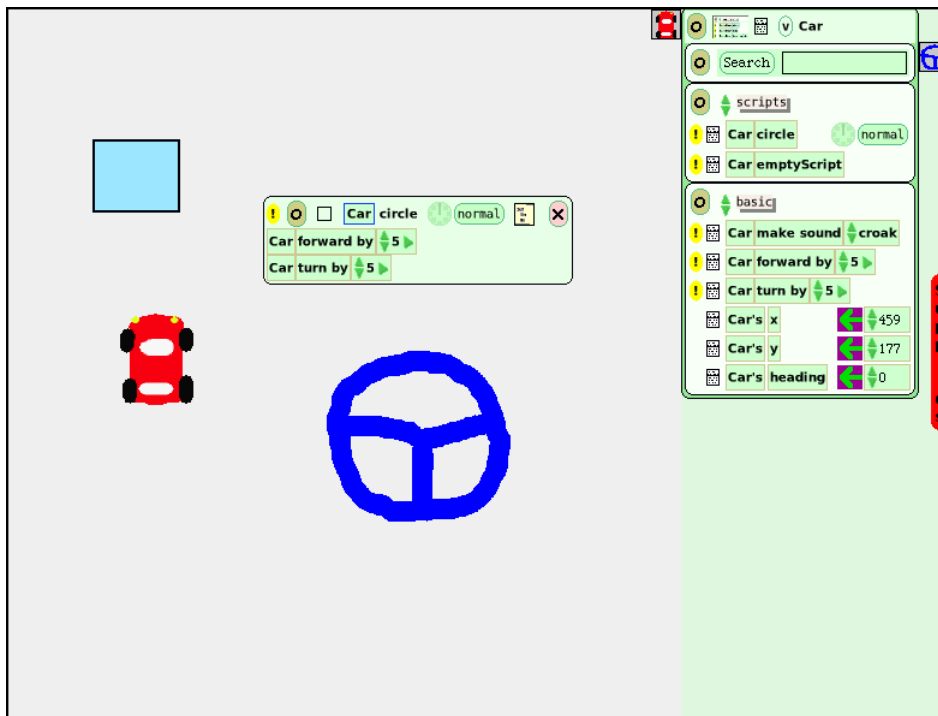 v Car
Search
scripts
! Car circle normal
! Car emptyScript
basic
! Car make sound croak
! Car forward by 5
! Car turn by 5
Car's x 459
Car's y 177
Car's heading 0
! Car circle normal
Car forward by 5
Car turn by 5